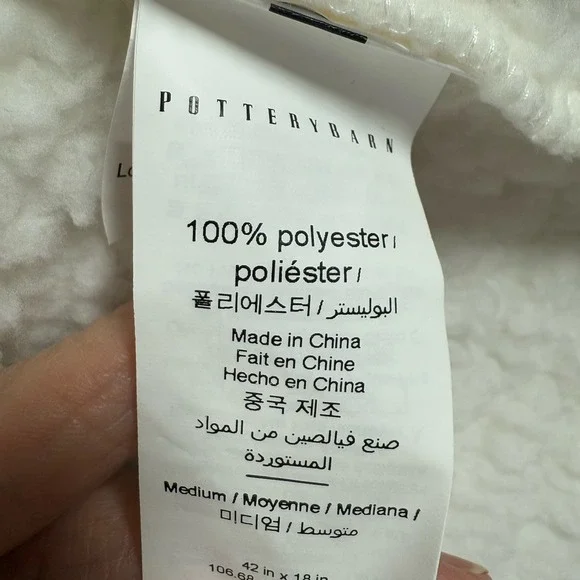 POTTERYBARN
100% polyester/
poliéster/
폴리에스터/البوليستر
Made in China
Fait en Chine
Hecho en China
중국 제조
صنع فيالصين من المواد
المستوردة
Medium / Moyenne / Mediana /
미디엄 / متوسط
42 in x 18 in
106.68